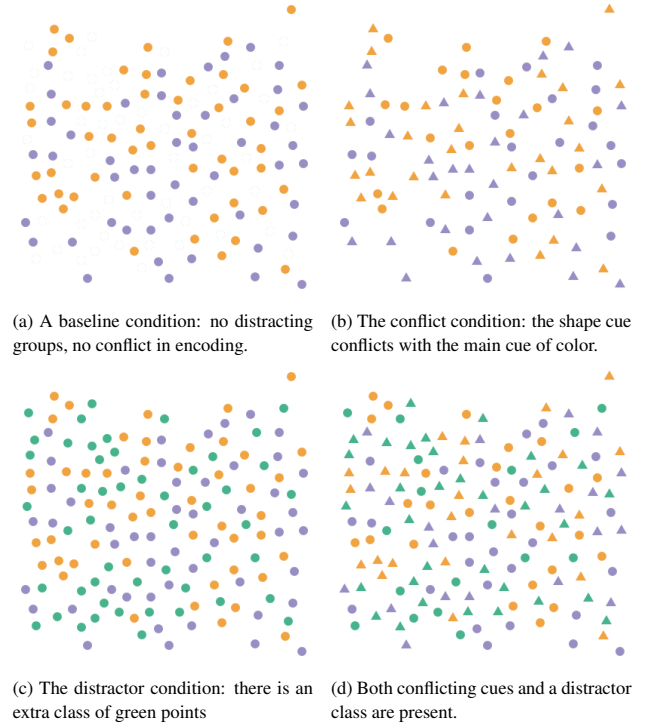 (a) A baseline condition: no distracting
groups, no conflict in encoding.
(b) The conflict condition: the shape cue
conflicts with the main cue of color.
(c) The distractor condition: there is an
extra class of green points
(d) Both conflicting cues and a distractor
class are present.